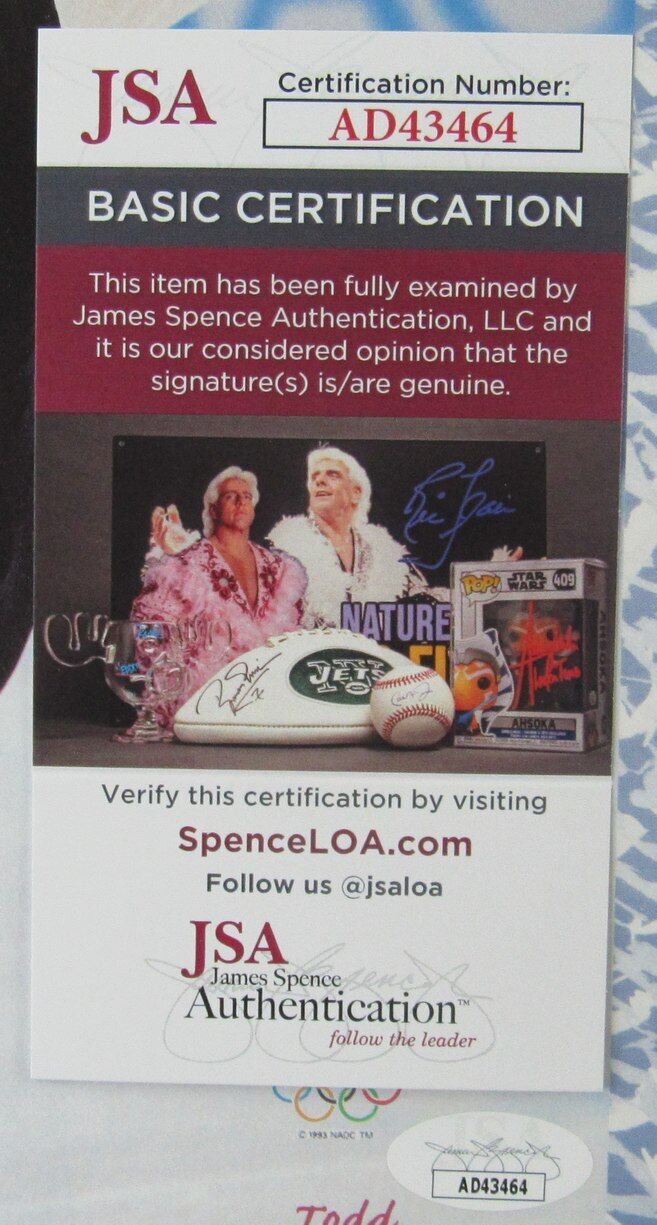 JSA
Certification Number:
AD43464
BASIC CERTIFICATION
This item has been fully examined by
James Spence Authentication, LLC and
it is our considered opinion that the
signature(s) is/are genuine.
NATURE
JETS
POP!
STAR
WARS
409
AHSOKA
Verify this certification by visiting
SpenceLOA.com
Follow us @jsaloa
JSA
James Spence
Authentication™
follow the leader
© 1993 NAOC TM
JSA
AD43464
Todd